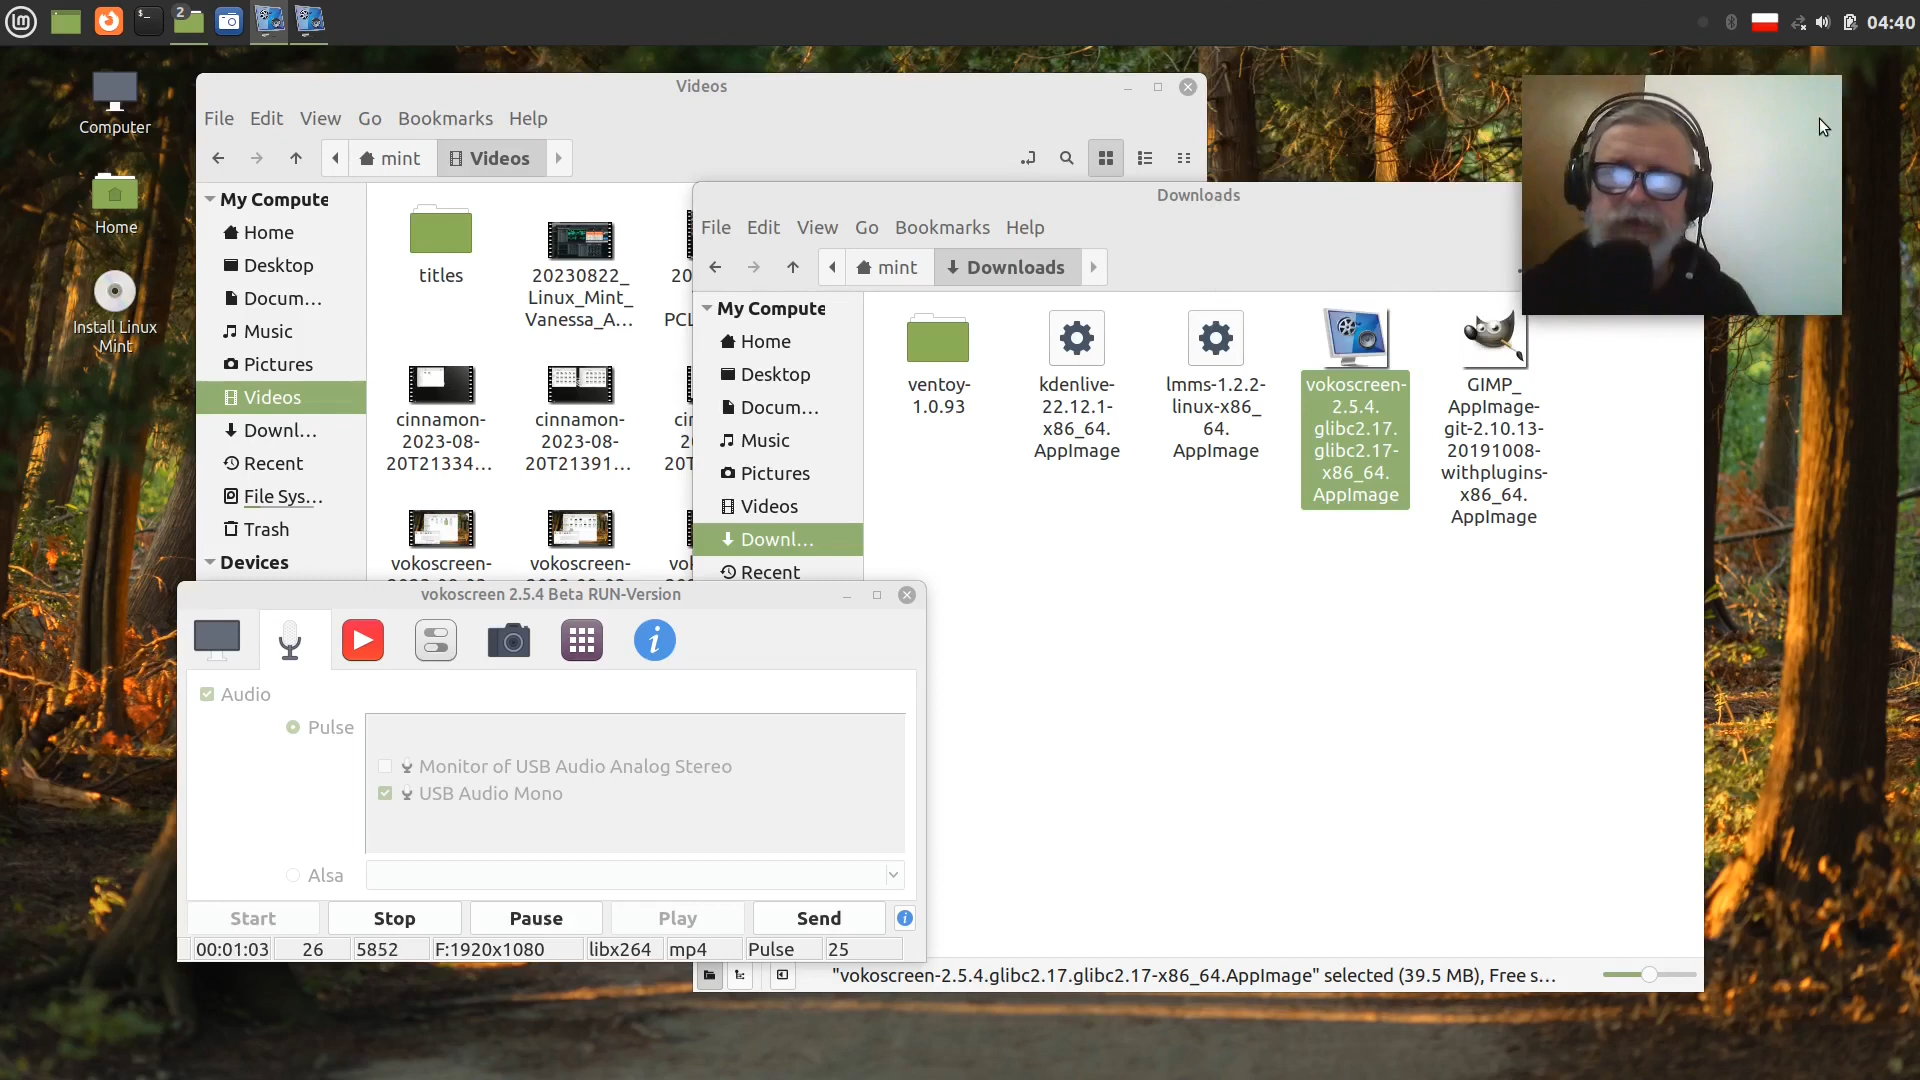 2
04:40
Computer
Home
Install Linux
Mint
Videos
File Edit View Go Bookmarks Help
mint
Videos
My Compute
Home
Desktop
Docum...
Music
Pictures
Videos
Downl...
Recent
File Sys...
Trash
Devices
titles
20230822_
Linux_Mint_
Vanessa_A...
20
PCL
cinnamon-
2023-08-
20T21334...
cinnamon-
2023-08-
20T21391...
cin
20T
vokoscreen-
vokoscreen-
vok
Downloads
File Edit View Go Bookmarks Help
mint
Downloads
My Compute
Home
Desktop
Docum...
Music
Pictures
Videos
Downl...
Recent
ventoy-
1.0.93
kdenlive-
22.12.1-
x86_64.
AppImage
lmms-1.2.2-
linux-x86_
64.
AppImage
vokoscreen-
2.5.4.
glibc2.17.
glibc2.17-
x86_64.
AppImage
GIMP_
AppImage-
git-2.10.13-
20191008-
withplugins-
x86_64.
AppImage
"vokoscreen-2.5.4.glibc2.17.glibc2.17-x86_64.AppImage" selected (39.5 MB), Free s...
vokoscreen 2.5.4 Beta RUN-Version
Audio
Pulse
Monitor of USB Audio Analog Stereo
USB Audio Mono
Alsa
Start Stop Pause Play Send
00:01:03 26 5852 F:1920x1080 libx264 mp4 Pulse 25